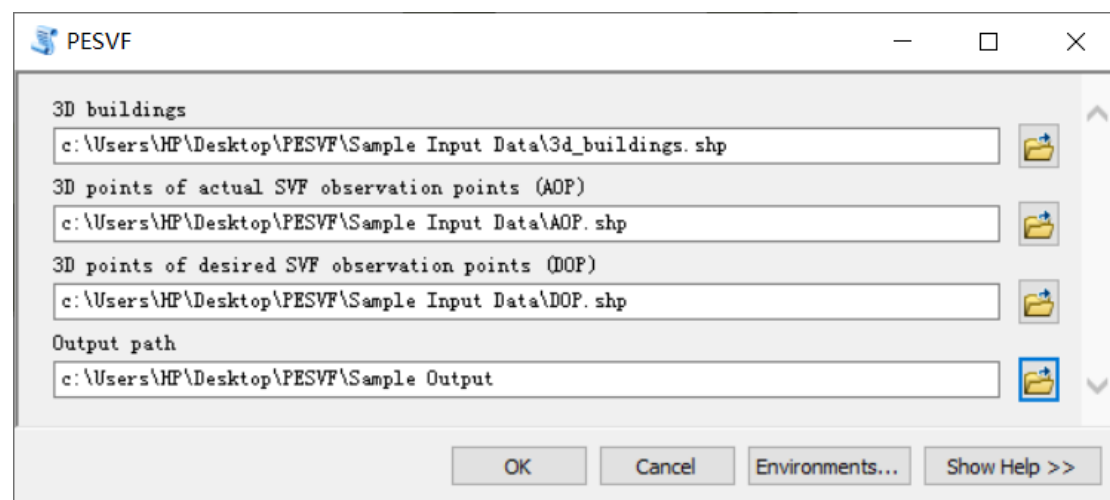 PESVF
3D buildings
c:\Users\HP\Desktop\PESVF\Sample Input Data\3d_buildings.shp
3D points of actual SVF observation points (AOP)
c:\Users\HP\Desktop\PESVF\Sample Input Data\AOP.shp
3D points of desired SVF observation points (DOP)
c:\Users\HP\Desktop\PESVF\Sample Input Data\DOP.shp
Output path
c:\Users\HP\Desktop\PESVF\Sample Output
OK Cancel Environments... Show Help >>